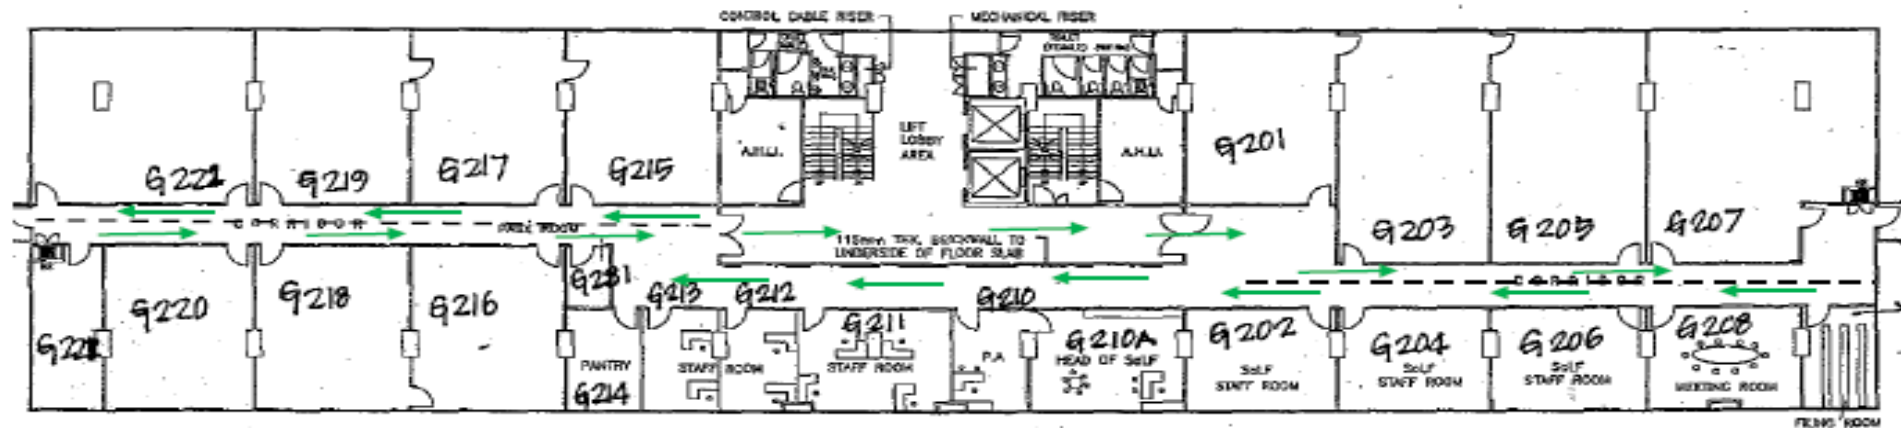 CONTROL CABLE RISER
MECHANICAL RISER
TOILET
LIFT
LOBBY
AREA
A.H.U.
A.H.U.
G201
G219
G217
G215
G203
G205
G207
CORRIDOR
115mm THK. BRICKWALL TO
UNDERSIDE OF FLOOR SLAB
CORRIDOR
G231
G213
G212
G210
G220
G218
G216
G211
G210A
G202
G204
G206
G208
PANTRY
G214
STAFF ROOM
STAFF ROOM
P.A
HEAD OF SoLF
SoLF
STAFF ROOM
SoLF
STAFF ROOM
SoLF
STAFF ROOM
MEETING ROOM
FILING ROOM